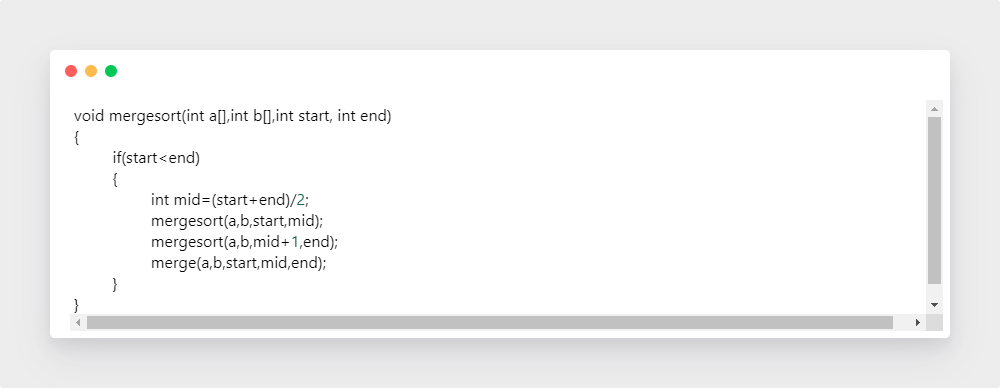 void mergesort(int a[],int b[],int start, int end)
{
if(start<end)
{
int mid=(start+end)/2;
mergesort(a,b,start,mid);
mergesort(a,b,mid+1,end);
merge(a,b,start,mid,end);
}
}